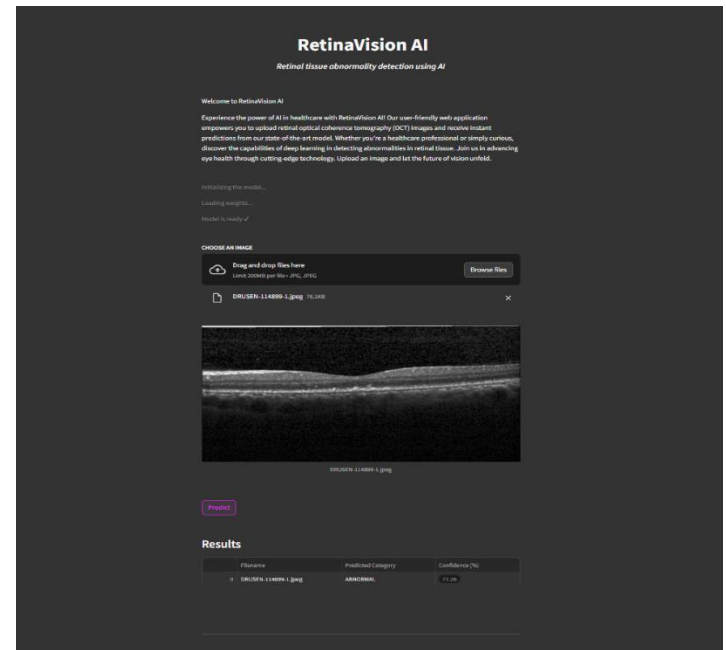 RetinaVision AI
Retinal tissue abnormality detection using AI
Welcome to RetinaVision AI
Experience the power of AI in healthcare with RetinaVision AI! Our user-friendly web application
empowers you to upload retinal optical coherence tomography (OCT) images and receive instant
predictions from our state-of-the-art model. Whether you're a healthcare professional or simply curious,
discover the capabilities of deep learning in detecting abnormalities in retinal tissue. Join us in advancing
eye health through cutting-edge technology. Upload an image and let the future of vision unfold.
Initializing the model...
Loading weights...
Model is ready ✓
CHOOSE AN IMAGE
Drag and drop files here
Limit 200MB per file • JPG, JPEG
Browse files
DRUSEN-114899-1.jpeg 76.2KB
DRUSEN-114899-1.jpeg
Predict
Results
Filename Predicted Category Confidence (%)
0 DRUSEN-114899-1.jpeg ABNORMAL